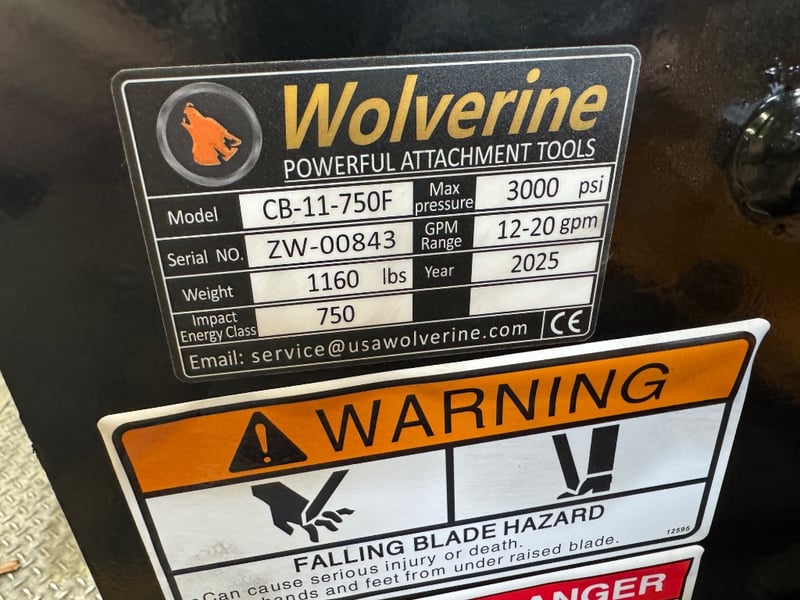 Wolverine
POWERFUL ATTACHMENT TOOLS
Model CB-11-750F Max pressure 3000 psi
Serial NO. ZW-00843 GPM Range 12-20 gpm
Weight 1160 lbs Year 2025
Impact Energy Class 750
Email: service@usawolverine.com CE
WARNING
FALLING BLADE HAZARD
12595
Can cause serious injury or death.
hands and feet from under raised blade.